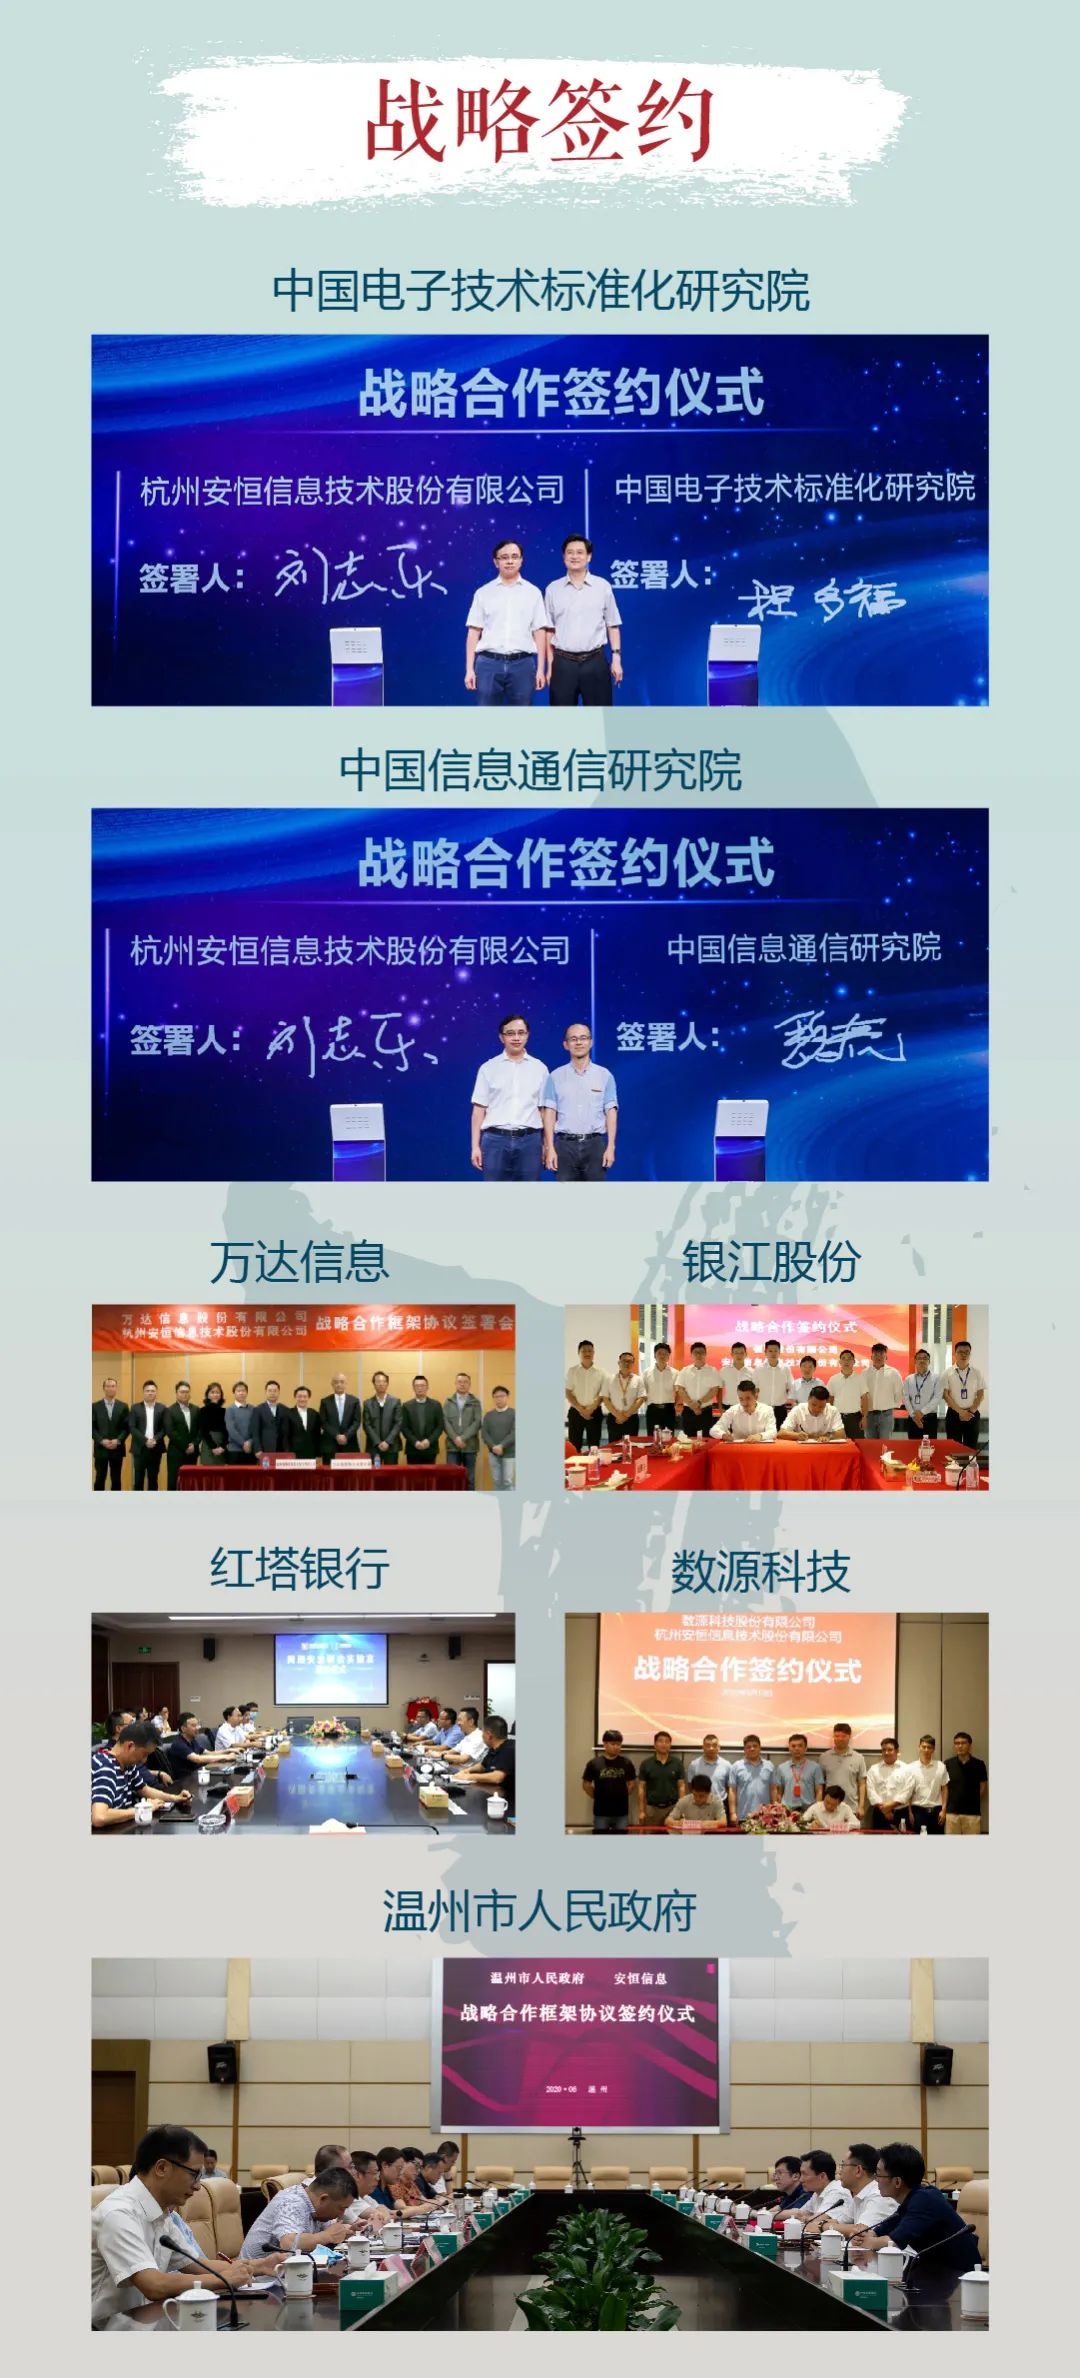 战略签约
中国电子技术标准化研究院
战略合作签约仪式
杭州安恒信息技术股份有限公司
中国电子技术标准化研究院
签署人：刘志乐
签署人：程多福
中国信息通信研究院
战略合作签约仪式
杭州安恒信息技术股份有限公司
中国信息通信研究院
签署人：刘志乐
签署人：
万达信息
银江股份
万达信息股份有限公司
杭州安恒信息技术股份有限公司
战略合作框架协议签署会
战略合作签约仪式
股份有限公司
红塔银行
数源科技
数源科技股份有限公司
杭州安恒信息技术股份有限公司
战略合作签约仪式
温州市人民政府
温州市人民政府 安恒信息
战略合作框架协议签约仪式
2020·06 温州